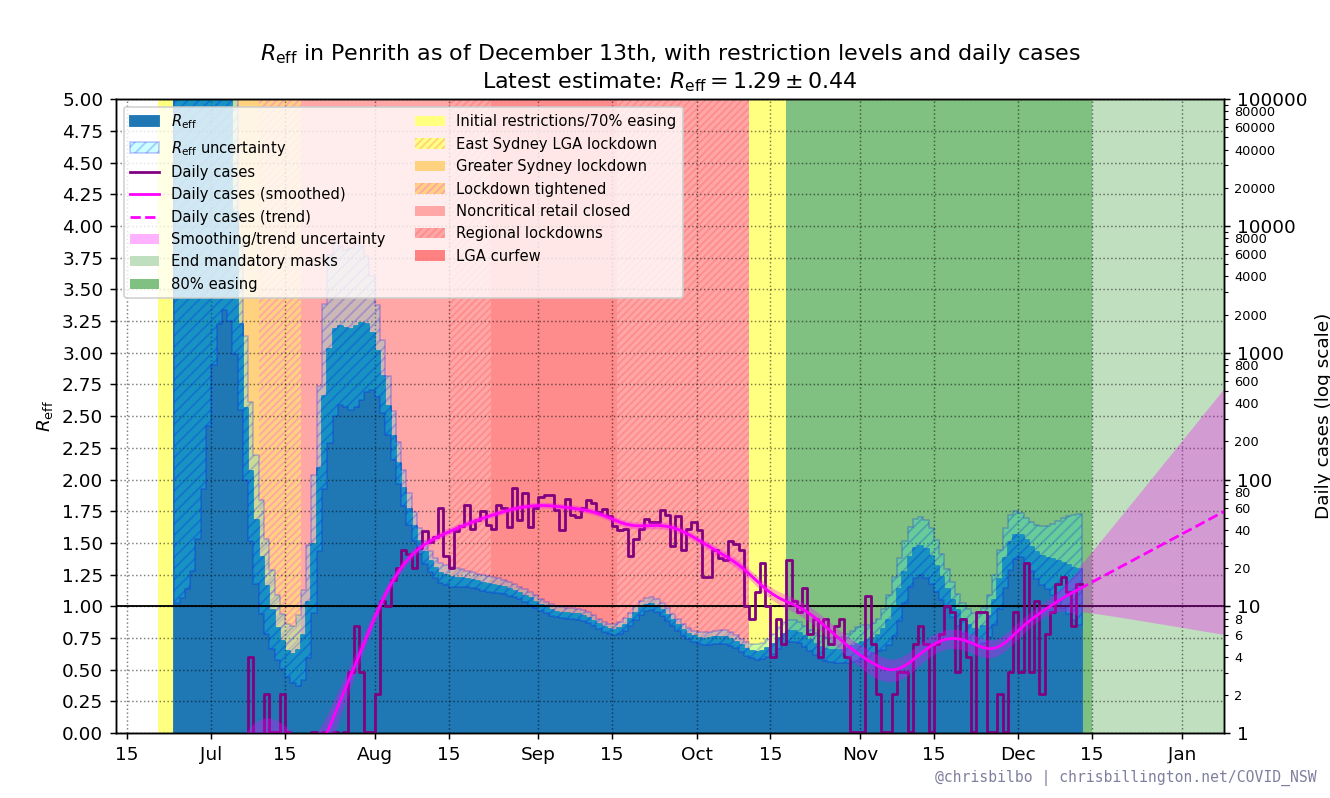 R_eff in Penrith as of December 13th, with restriction levels and daily cases
Latest estimate: R_eff = 1.29 ± 0.44
R_eff
R_eff uncertainty
Daily cases
Daily cases (smoothed)
Daily cases (trend)
Smoothing/trend uncertainty
End mandatory masks
80% easing
Initial restrictions/70% easing
East Sydney LGA lockdown
Greater Sydney lockdown
Lockdown tightened
Noncritical retail closed
Regional lockdowns
LGA curfew
R_eff
5.00
4.75
4.50
4.25
4.00
3.75
3.50
3.25
3.00
2.75
2.50
2.25
2.00
1.75
1.50
1.25
1.00
0.75
0.50
0.25
0.00
15 Jul 15 Aug 15 Sep 15 Oct 15 Nov 15 Dec 15 Jan
100000
80000
60000
40000
20000
10000
8000
6000
4000
2000
1000
800
600
400
200
100
80
60
40
20
10
8
6
4
2
1
Daily cases (log scale)
@chrisbilbo | chrisbillington.net/COVID_NSW